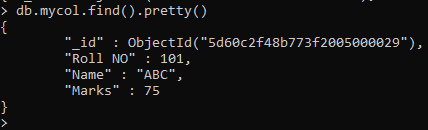 > db.mycol.find().pretty()
{
        "_id" : ObjectId("5d60c2f48b773f2005000029"),
        "Roll NO" : 101,
        "Name" : "ABC",
        "Marks" : 75
}
>